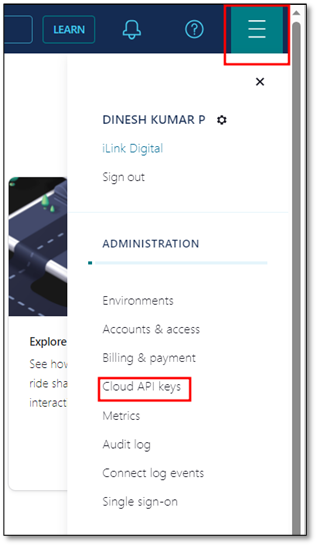 LEARN
DINESH KUMAR P
iLink Digital
Sign out
ADMINISTRATION
Environments
Accounts & access
Billing & payment
Cloud API keys
Metrics
Audit log
Connect log events
Single sign-on
Explore
See how
ride sha
interact